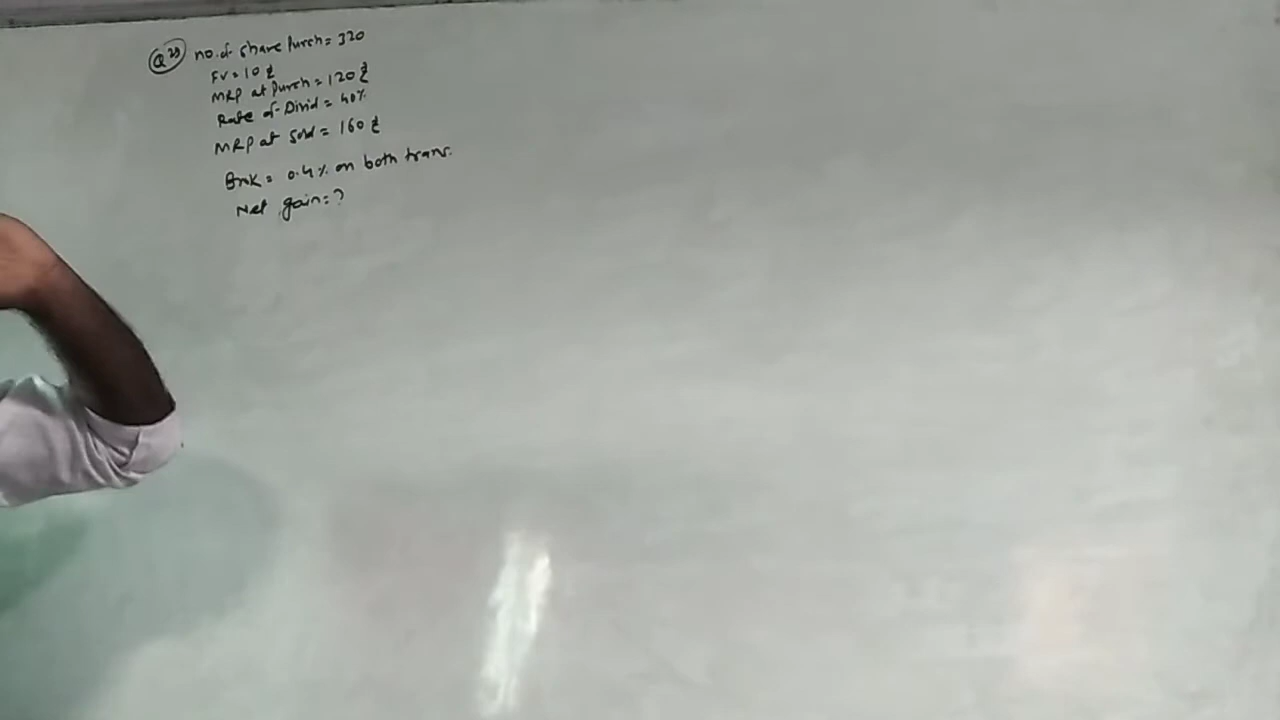 Q 23 no. of share Purch = 320
FV = 10 ₹
MRP at Purch = 120 ₹
Rate of Divid = 40%
MRP at sold = 160 ₹
Brk = 0.4% on both trans.
Net gain = ?